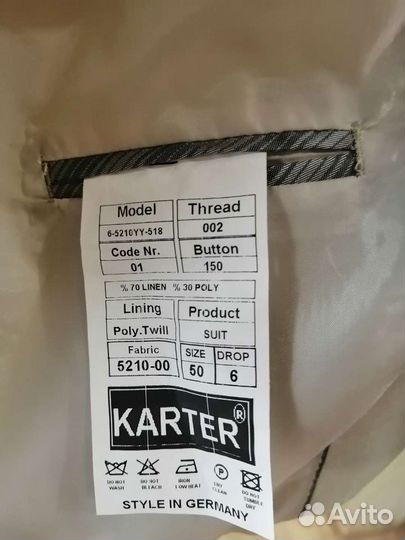 Model Thread
6-5210YY-518 002
Code Nr. Button
01 150
% 70 LINEN % 30 POLY
Lining Product
Poly.Twill SUIT
Fabric SIZE DROP
5210-00 50 6
KARTER®
DO NOT WASH DO NOT BLEACH IRON LOW HEAT DRY CLEAN DO NOT TUMBLE DRY
STYLE IN GERMANY
Avito